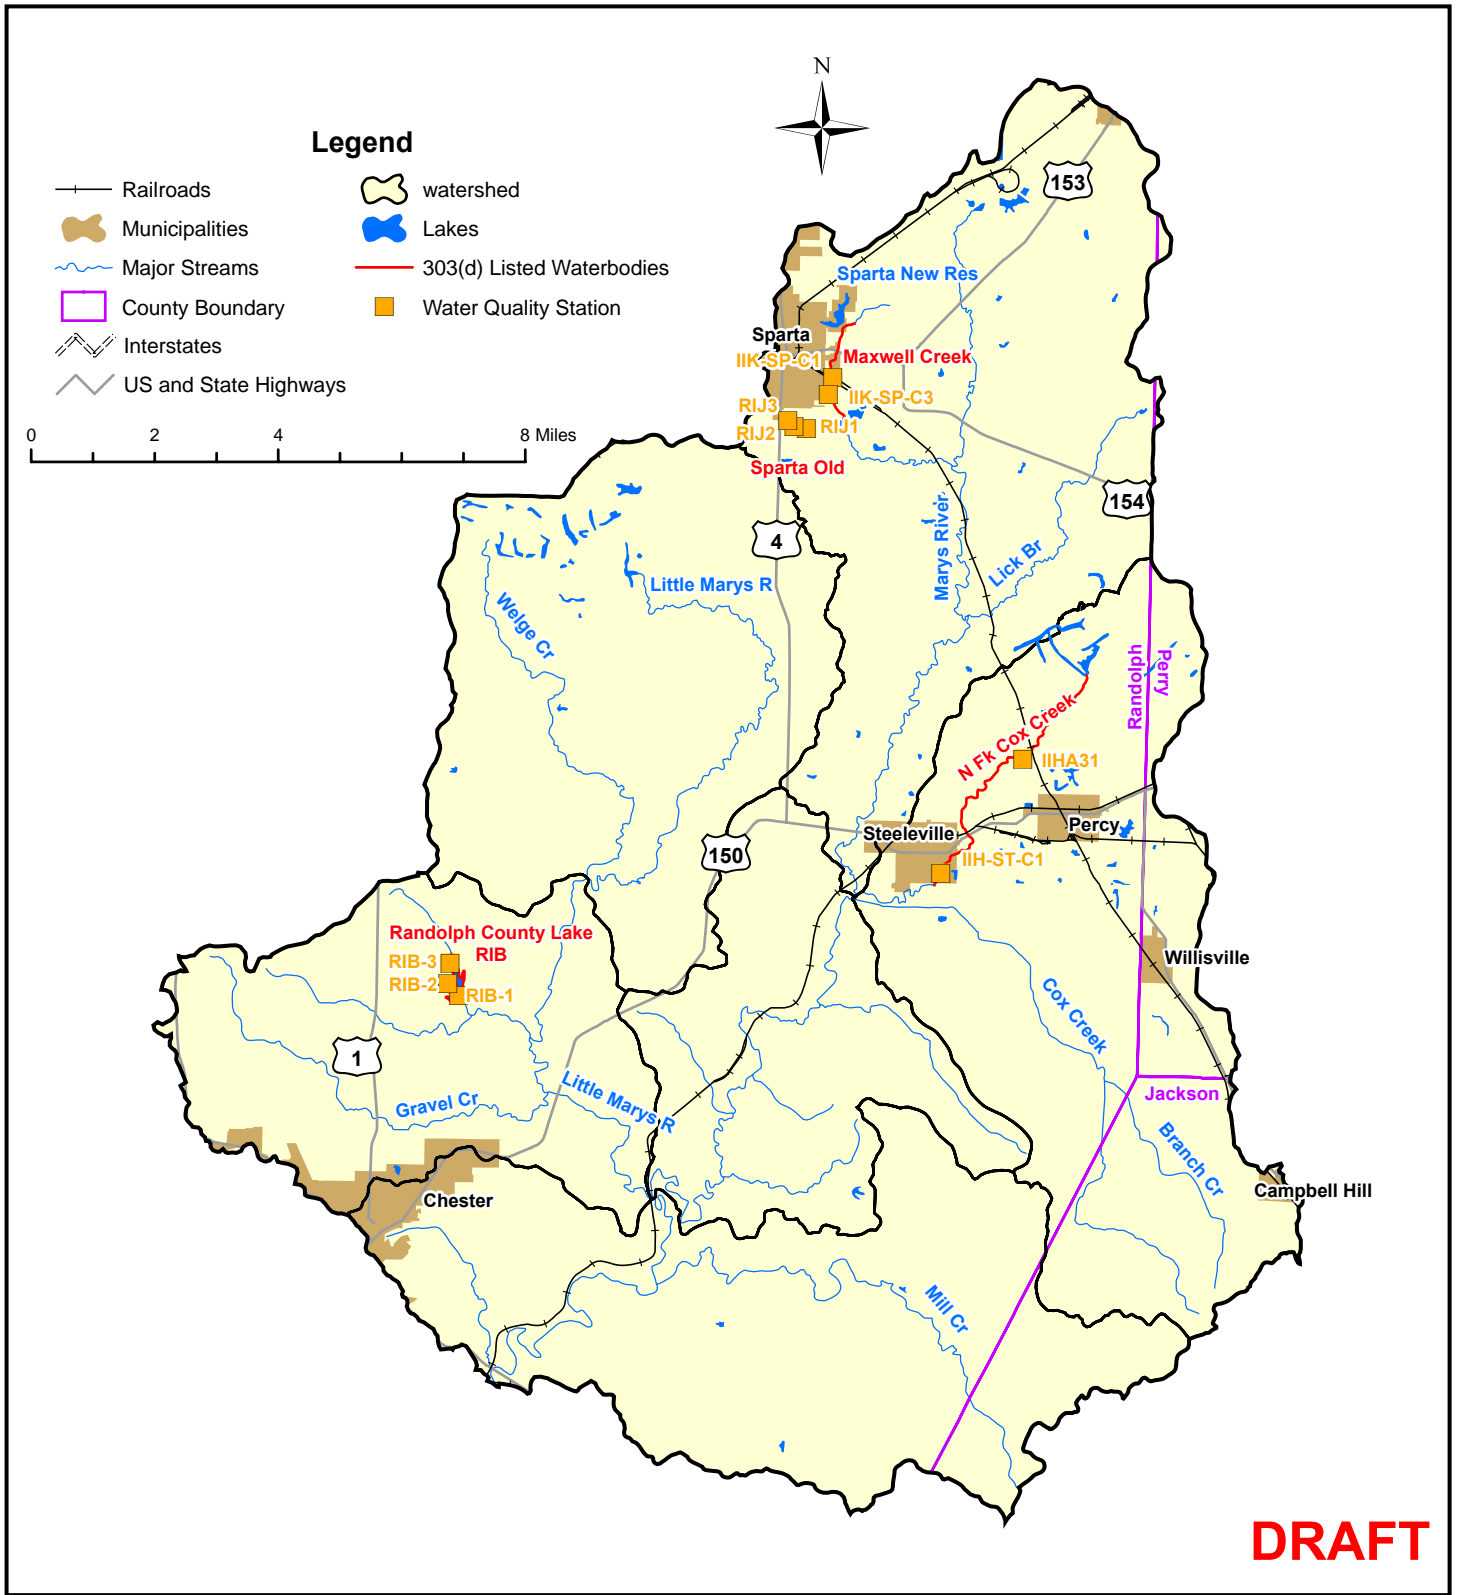 N
Legend
Railroads
watershed
Municipalities
Lakes
Major Streams
303(d) Listed Waterbodies
County Boundary
Water Quality Station
Interstates
US and State Highways
0 2 4 8 Miles
153
Sparta New Res
Sparta
IIK-SP-C1
Maxwell Creek
IIK-SP-C3
RIJ3
RIJ2
RIJ1
Sparta Old
154
4
Marys River
Lick Br
Little Marys R
Welge Cr
Randolph
Perry
N Fk Cox Creek
IIHA31
Percy
Steeleville
150
IIH-ST-C1
Randolph County Lake
RIB
RIB-3
RIB-2
RIB-1
Willisville
Cox Creek
1
Gravel Cr
Little Marys R
Jackson
Branch Cr
Campbell Hill
Chester
Mill Cr
DRAFT